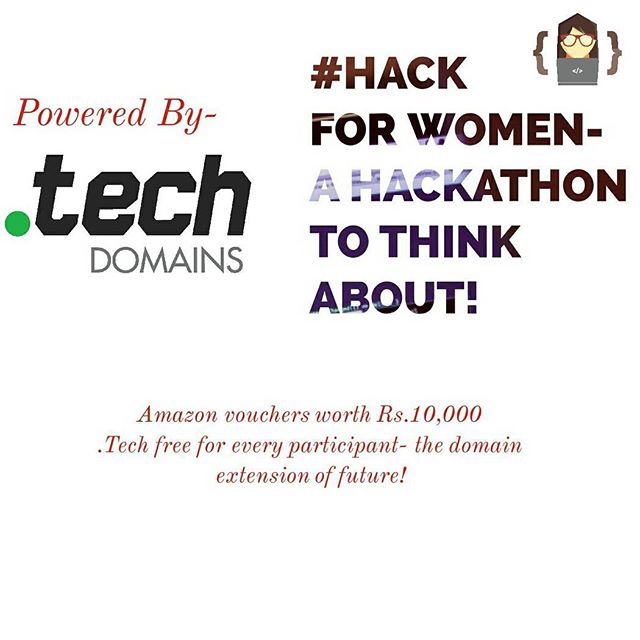 Powered By-
.tech
DOMAINS
#HACK
FOR WOMEN-
A HACKATHON
TO THINK
ABOUT!
{ </> }
Amazon vouchers worth Rs.10,000
.Tech free for every participant- the domain
extension of future!